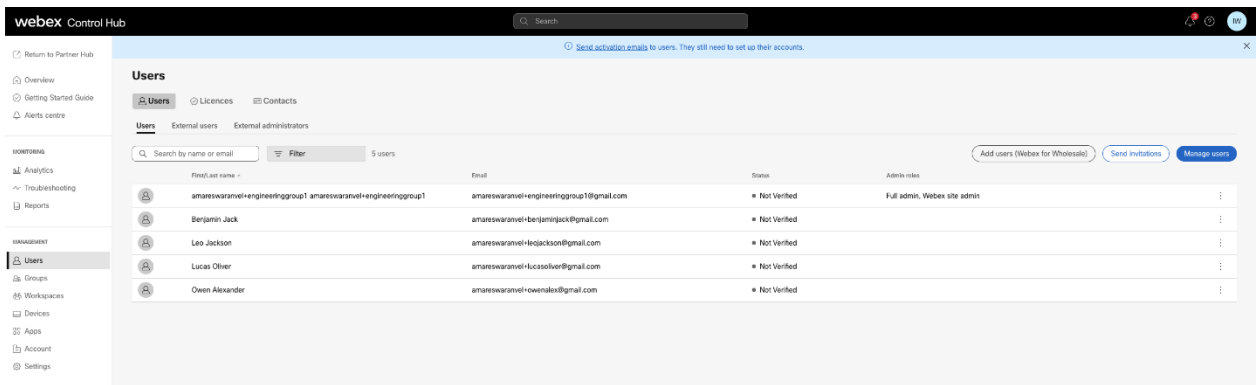 webex Control Hub
Search
3
IW
Return to Partner Hub
Send activation emails to users. They still need to set up their accounts.
Overview
Getting Started Guide
Alerts centre
MONITORING
Analytics
Troubleshooting
Reports
MANAGEMENT
Users
Groups
Workspaces
Devices
Apps
Account
Settings
Users
Users Licences Contacts
Users External users External administrators
Search by name or email Filter 5 users Add users (Webex for Wholesale) Send invitations Manage users
First/Last name Email Status Admin roles
amareswaranvel+engineeringgroup1 amareswaranvel+engineeringgroup1 amareswaranvel+engineeringgroup1@gmail.com Not Verified Full admin, Webex site admin
Benjamin Jack amareswaranvel+benjaminjack@gmail.com Not Verified
Leo Jackson amareswaranvel+leojackson@gmail.com Not Verified
Lucas Oliver amareswaranvel+lucasoliver@gmail.com Not Verified
Owen Alexander amareswaranvel+owenalex@gmail.com Not Verified